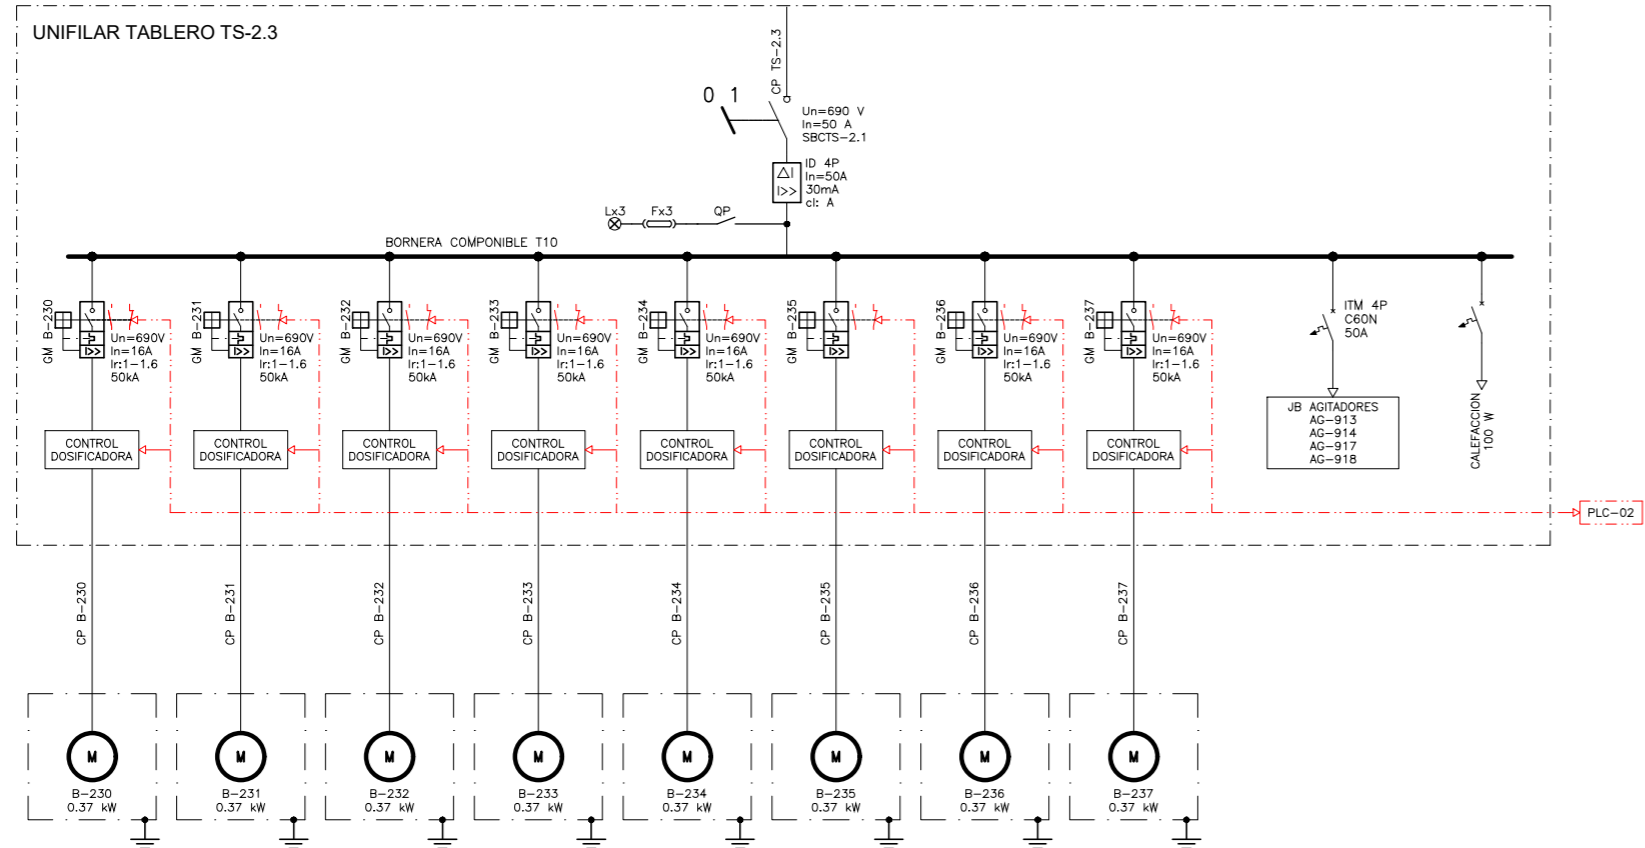 UNIFILAR TABLERO TS-2.3
CP TS-2.3
0 1
Un=690 V
In=50 A
SBCTS-2.1
ID 4P
In=50A
30mA
cl: A
ΔI
I>>
Lx3
Fx3
QP
BORNERA COMPONIBLE T10
GM B-230
I>>
Un=690V
In=16A
Ir:1-1.6
50kA
GM B-231
I>>
Un=690V
In=16A
Ir:1-1.6
50kA
GM B-232
I>>
Un=690V
In=16A
Ir:1-1.6
50kA
GM B-233
I>>
Un=690V
In=16A
Ir:1-1.6
50kA
GM B-234
I>>
Un=690V
In=16A
Ir:1-1.6
50kA
GM B-235
I>>
GM B-236
I>>
Un=690V
In=16A
Ir:1-1.6
50kA
GM B-237
I>>
Un=690V
In=16A
Ir:1-1.6
50kA
ITM 4P
C60N
50A
JB AGITADORES
AG-913
AG-914
AG-917
AG-918
CALEFACCION
100 W
CONTROL
DOSIFICADORA
CONTROL
DOSIFICADORA
CONTROL
DOSIFICADORA
CONTROL
DOSIFICADORA
CONTROL
DOSIFICADORA
CONTROL
DOSIFICADORA
CONTROL
DOSIFICADORA
CONTROL
DOSIFICADORA
PLC-02
CP B-230
CP B-231
CP B-232
CP B-233
CP B-234
CP B-235
CP B-236
CP B-237
M
B-230
0.37 kW
M
B-231
0.37 kW
M
B-232
0.37 kW
M
B-233
0.37 kW
M
B-234
0.37 kW
M
B-235
0.37 kW
M
B-236
0.37 kW
M
B-237
0.37 kW